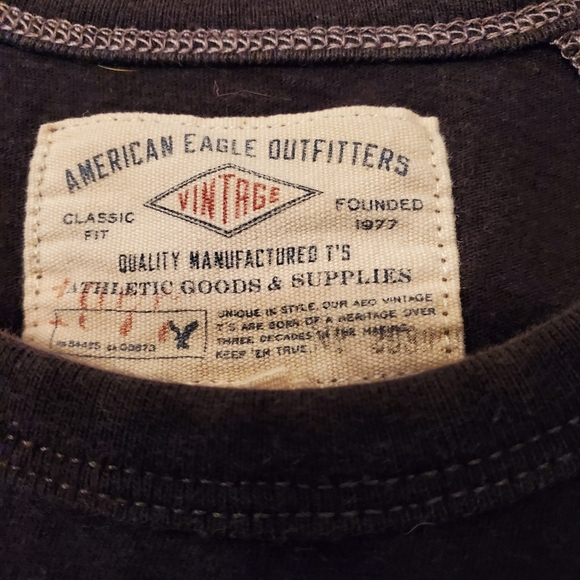 AMERICAN EAGLE OUTFITTERS
VINTAGE
CLASSIC FIT
FOUNDED 1977
QUALITY MANUFACTURED T'S
ATHLETIC GOODS & SUPPLIES
UNIQUE IN STYLE, OUR AEO VINTAGE
T'S ARE BORN OF A HERITAGE OVER
THREE DECADES IN THE MAKING.
KEEP 'ER TRUE.